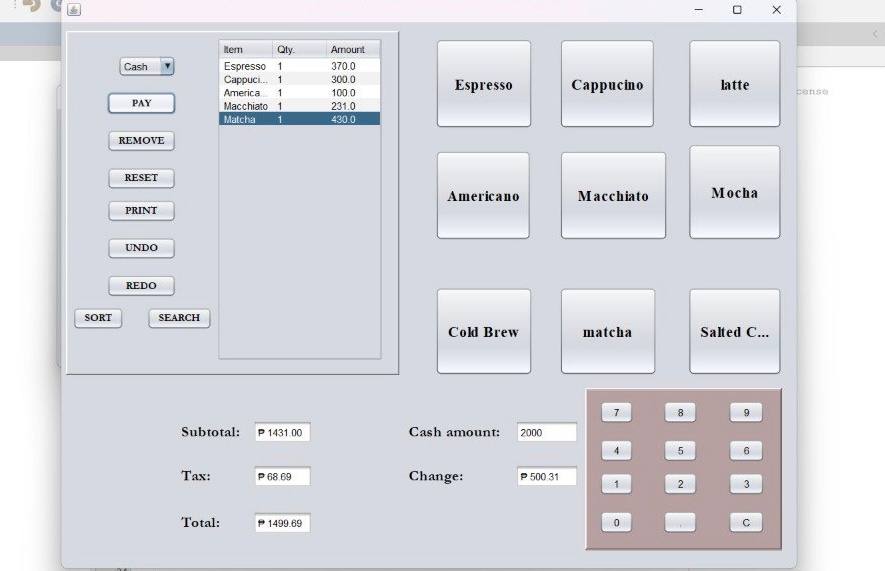 Cash
PAY
REMOVE
RESET
PRINT
UNDO
REDO
SORT SEARCH
Item Qty. Amount
Espresso 1 370.0
Cappuci... 1 300.0
America... 1 100.0
Macchiato 1 231.0
Matcha 1 430.0
Espresso Cappucino latte
Americano Macchiato Mocha
Cold Brew matcha Salted C...
Subtotal: ₱ 1431.00
Tax: ₱ 68.69
Total: ₱ 1499.69
Cash amount: 2000
Change: ₱ 500.31
7 8 9
4 5 6
1 2 3
0 . C
cense